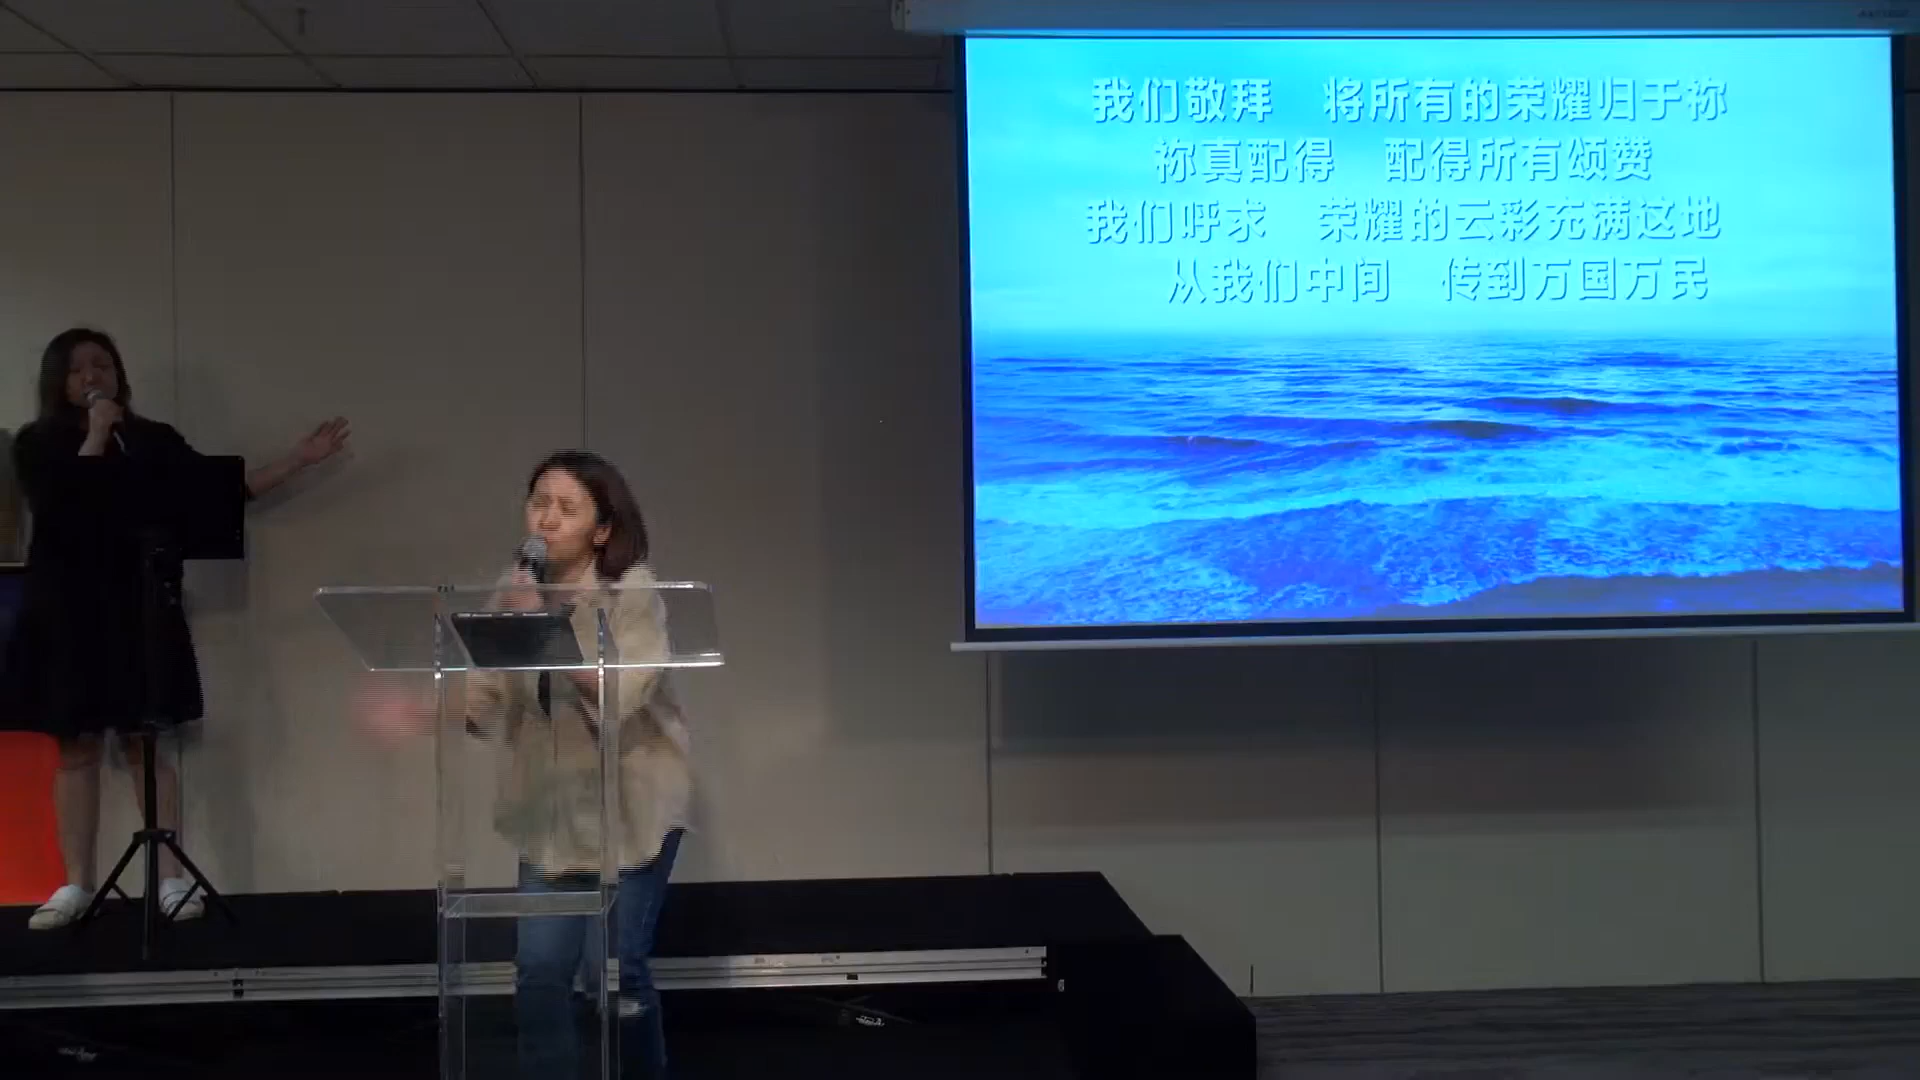 我们敬拜　将所有的荣耀归于祢
祢真配得　配得所有颂赞
我们呼求　荣耀的云彩充满这地
从我们中间　传到万国万民